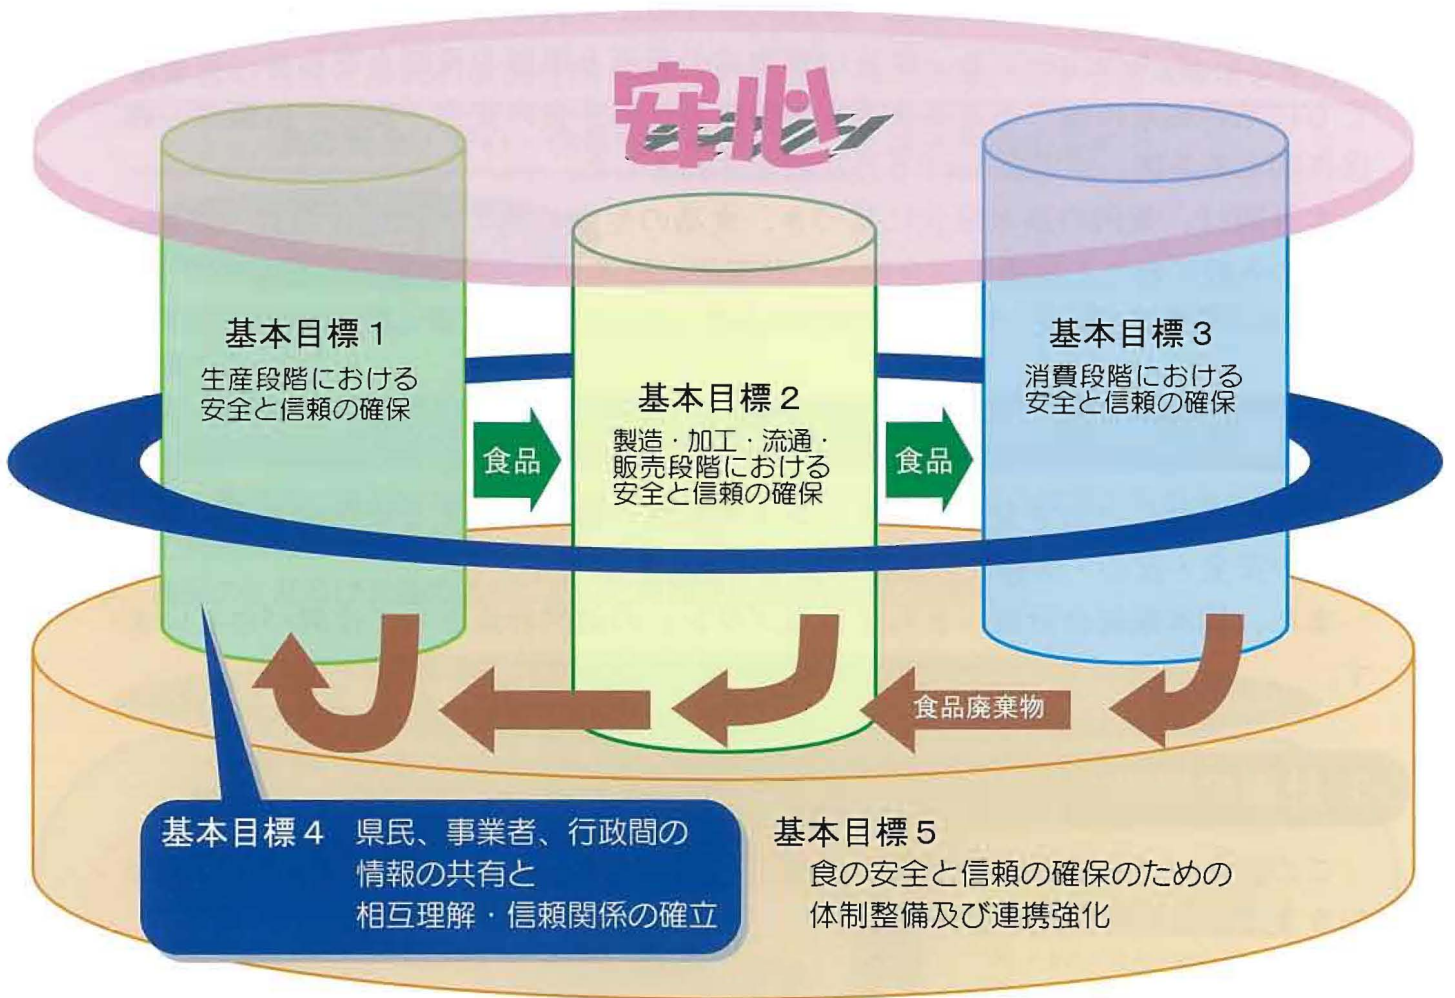 安心
基本目標1
生産段階における
安全と信頼の確保
食品
基本目標2
製造・加工・流通・
販売段階における
安全と信頼の確保
食品
基本目標3
消費段階における
安全と信頼の確保
食品廃棄物
基本目標4 県民、事業者、行政間の
情報の共有と
相互理解・信頼関係の確立
基本目標5
食の安全と信頼の確保のための
体制整備及び連携強化